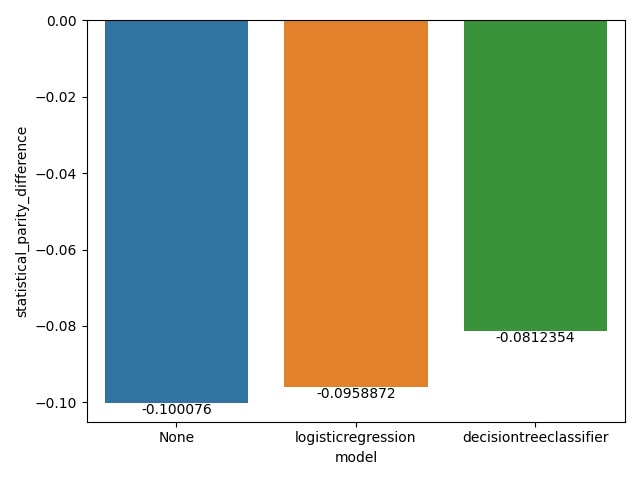 0.00
−0.02
−0.04
−0.06
−0.08
−0.10
statistical_parity_difference
-0.100076
-0.0958872
-0.0812354
None
logisticregression
decisiontreeclassifier
model